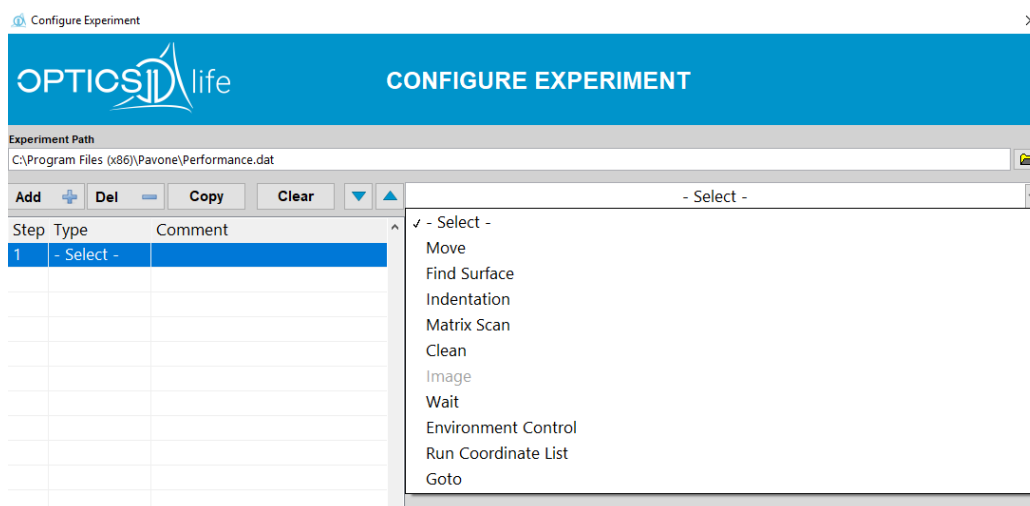 Configure Experiment
OPTICS11 life
CONFIGURE EXPERIMENT
Experiment Path
C:\Program Files (x86)\Pavone\Performance.dat
Add Del Copy Clear - Select -
Step Type Comment
1 - Select -
✓ - Select -
Move
Find Surface
Indentation
Matrix Scan
Clean
Image
Wait
Environment Control
Run Coordinate List
Goto